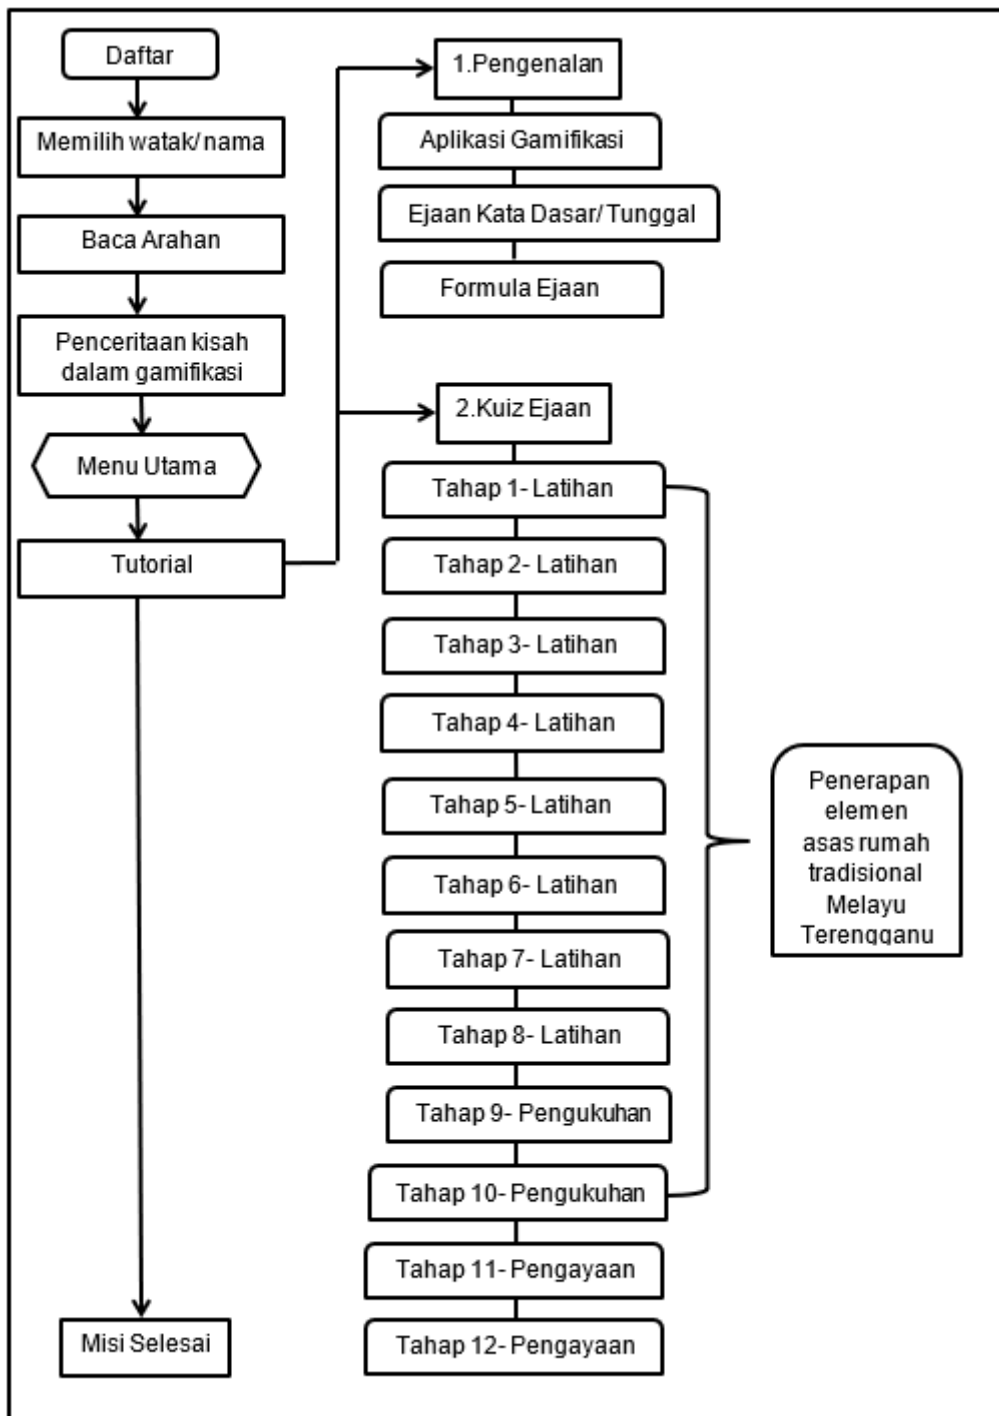 Daftar
Memilih watak/ nama
Baca Arahan
Penceritaan kisah
dalam gamifikasi
Menu Utama
Tutorial
Misi Selesai
1.Pengenalan
Aplikasi Gamifikasi
Ejaan Kata Dasar/ Tunggal
Formula Ejaan
2.Kuiz Ejaan
Tahap 1- Latihan
Tahap 2- Latihan
Tahap 3- Latihan
Tahap 4- Latihan
Tahap 5- Latihan
Tahap 6- Latihan
Tahap 7- Latihan
Tahap 8- Latihan
Tahap 9- Pengukuhan
Tahap 10- Pengukuhan
Tahap 11- Pengayaan
Tahap 12- Pengayaan
Penerapan
elemen
asas rumah
tradisional
Melayu
Terengganu